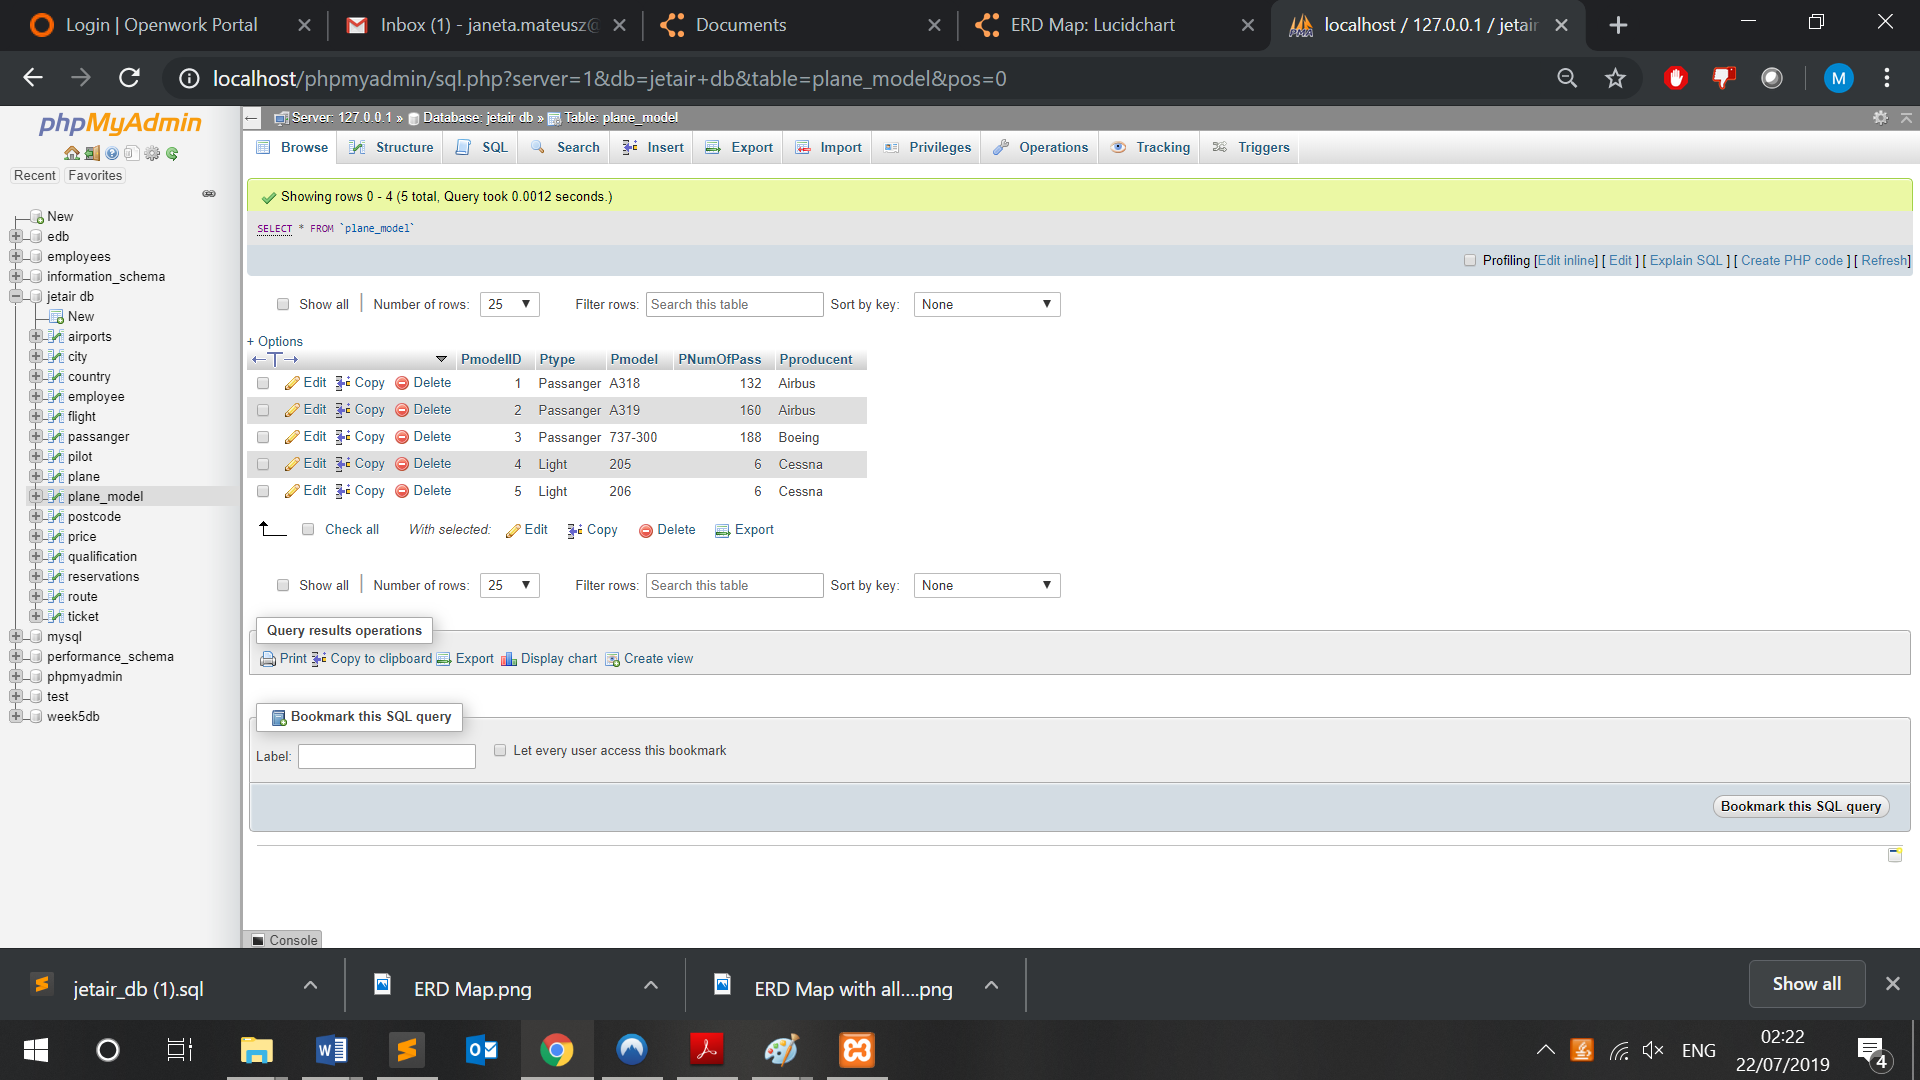 Login | Openwork Portal
Inbox (1) - janeta.mateusz@
Documents
ERD Map: Lucidchart
localhost / 127.0.0.1 / jetair
localhost/phpmyadmin/sql.php?server=1&db=jetair+db&table=plane_model&pos=0
M
phpMyAdmin
Recent
Favorites
New
edb
employees
information_schema
jetair db
New
airports
city
country
employee
flight
passanger
pilot
plane
plane_model
postcode
price
qualification
reservations
route
ticket
mysql
performance_schema
phpmyadmin
test
week5db
Server: 127.0.0.1 » Database: jetair db » Table: plane_model
Browse Structure SQL Search Insert Export Import Privileges Operations Tracking Triggers
Showing rows 0 - 4 (5 total, Query took 0.0012 seconds.)
SELECT * FROM `plane_model`
Profiling [Edit inline] [ Edit ] [ Explain SQL ] [ Create PHP code ] [ Refresh]
Show all | Number of rows: 25 Filter rows: Search this table Sort by key: None
+ Options
←T→ PmodelID Ptype Pmodel PNumOfPass Pproducent
Edit Copy Delete 1 Passanger A318 132 Airbus
Edit Copy Delete 2 Passanger A319 160 Airbus
Edit Copy Delete 3 Passanger 737-300 188 Boeing
Edit Copy Delete 4 Light 205 6 Cessna
Edit Copy Delete 5 Light 206 6 Cessna
Check all With selected: Edit Copy Delete Export
Show all | Number of rows: 25 Filter rows: Search this table Sort by key: None
Query results operations
Print Copy to clipboard Export Display chart Create view
Bookmark this SQL query
Label: Let every user access this bookmark
Bookmark this SQL query
Console
jetair_db (1).sql
ERD Map.png
ERD Map with all....png
Show all
ENG
02:22
22/07/2019
4